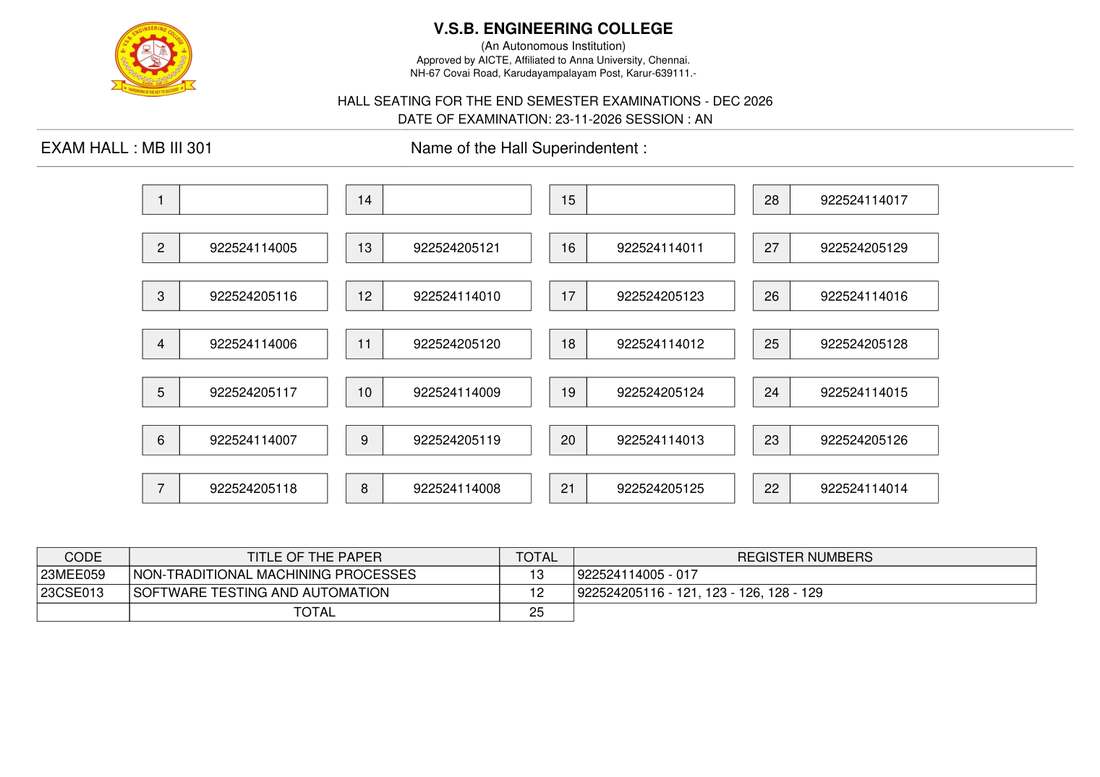 V.S.B. ENGINEERING COLLEGE
(An Autonomous Institution)
Approved by AICTE, Affiliated to Anna University, Chennai.
NH-67 Covai Road, Karudayampalayam Post, Karur-639111.-
HALL SEATING FOR THE END SEMESTER EXAMINATIONS - DEC 2026
DATE OF EXAMINATION: 23-11-2026 SESSION : AN
EXAM HALL : MB III 301 Name of the Hall Superindentent :
1 14 15 28 922524114017
2 922524114005 13 922524205121 16 922524114011 27 922524205129
3 922524205116 12 922524114010 17 922524205123 26 922524114016
4 922524114006 11 922524205120 18 922524114012 25 922524205128
5 922524205117 10 922524114009 19 922524205124 24 922524114015
6 922524114007 9 922524205119 20 922524114013 23 922524205126
7 922524205118 8 922524114008 21 922524205125 22 922524114014
CODE TITLE OF THE PAPER TOTAL REGISTER NUMBERS
23MEE059 NON-TRADITIONAL MACHINING PROCESSES 13 922524114005 - 017
23CSE013 SOFTWARE TESTING AND AUTOMATION 12 922524205116 - 121, 123 - 126, 128 - 129
TOTAL 25